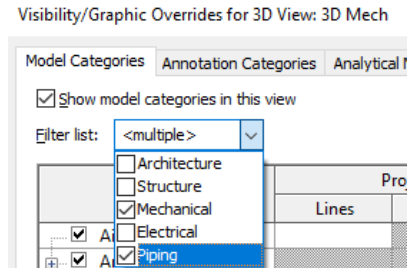 Visibility/Graphic Overrides for 3D View: 3D Mech
Model Categories Annotation Categories Analytical
Show model categories in this view
Filter list: <multiple>
Architecture
Structure
Mechanical
Electrical
Piping
Lines